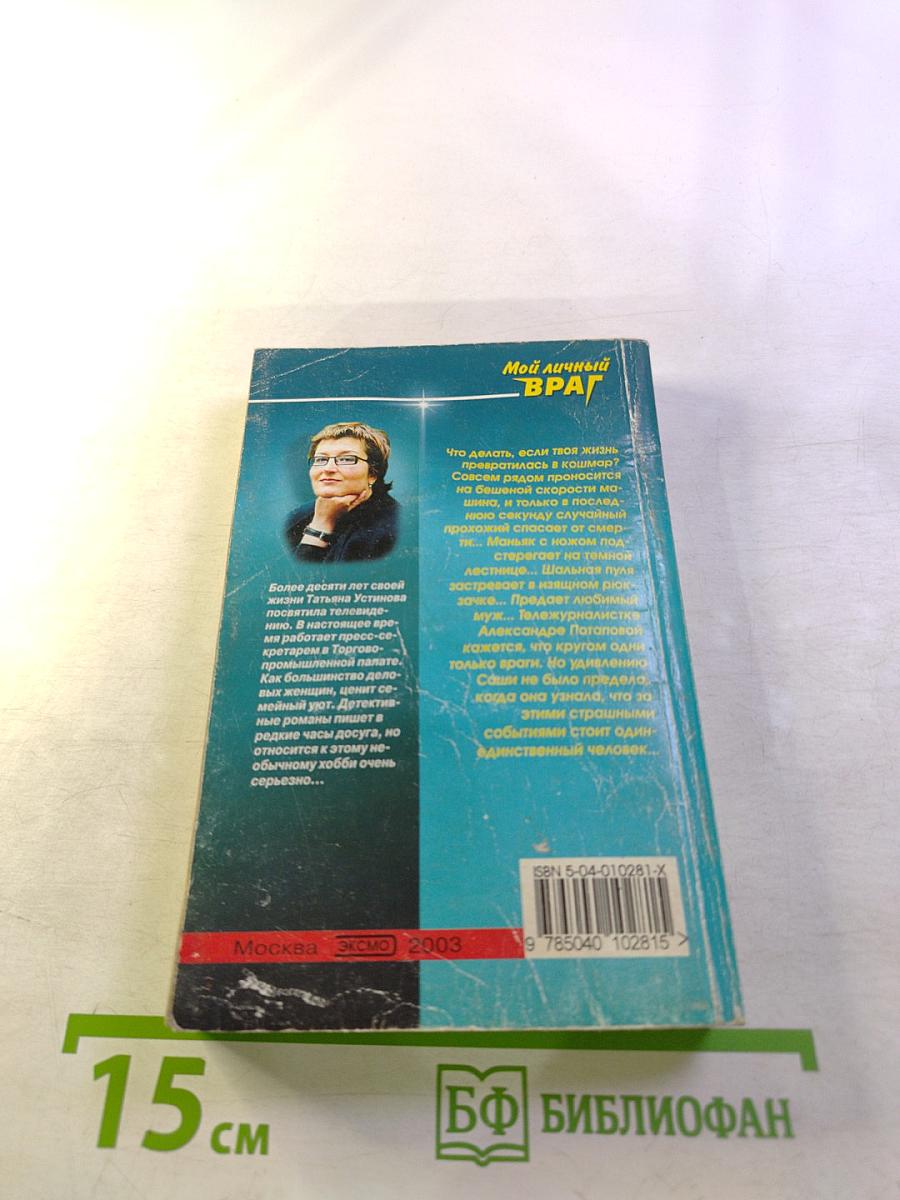 Мой личный
ВРАГ
Более десяти лет своей
жизни Татьяна Устинова
посвятила телевиде-
нию. В настоящее вре-
мя работает пресс-се-
кретарем в Торгово-
промышленной палате.
Как большинство дело-
вых женщин, ценит се-
мейный уют. Детектив-
ные романы пишет в
редкие часы досуга, но
относится к этому не-
обычному хобби очень
серьезно...
Что делать, если твоя жизнь
превратилась в кошмар?
Совсем рядом проносится
на бешеной скорости ма-
шина, и только в послед-
нюю секунду случайный
прохожий спасает от смер-
ти... Маньяк с ножом под-
стерегает на темной
лестнице... Шальная пуля
застревает в изящном рюк-
зачке... Предает любимый
муж... Тележурналистке
Александре Потаповой
кажется, что кругом одни
только враги. Но удивлению
Саши не было предела,
когда она узнала, что за
этими страшными
событиями стоит один-
единственный человек...
ISBN 5-04-010281-X
9 785040 102815 >
Москва ЭКСМО 2003
15 см
БФ БИБЛИОФАН